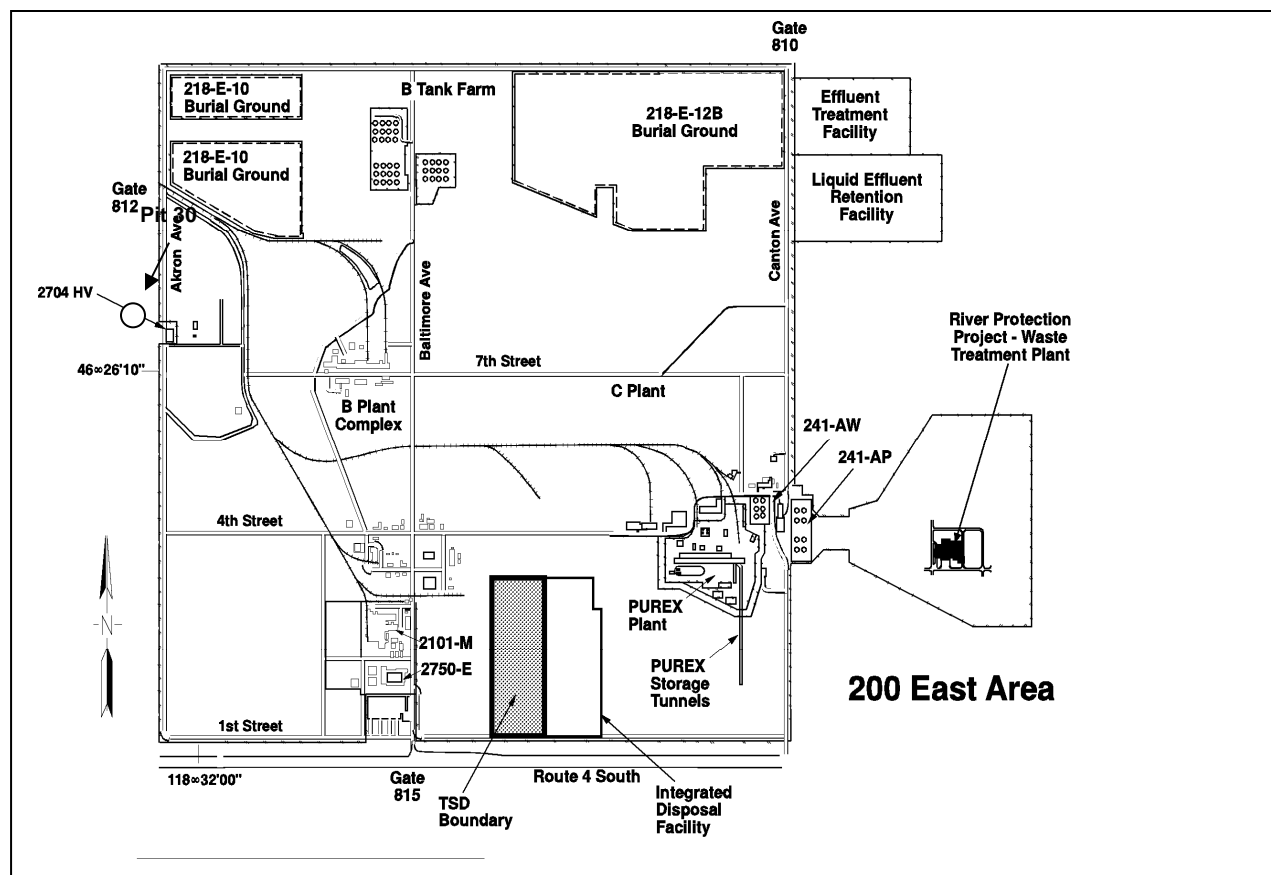 Gate
810
218-E-10
Burial Ground
B Tank Farm
218-E-12B
Burial Ground
Effluent
Treatment
Facility
218-E-10
Burial Ground
Liquid Effluent
Retention
Facility
Gate
812
Pit 30
Akron Ave
Canton Ave
Baltimore Ave
2704 HV
River Protection
Project - Waste
Treatment Plant
46∞26'10"
7th Street
C Plant
B Plant
Complex
241-AW
241-AP
4th Street
N
PUREX
Plant
2101-M
2750-E
PUREX
Storage
Tunnels
200 East Area
1st Street
118∞32'00"
Gate
815
Route 4 South
TSD
Boundary
Integrated
Disposal
Facility